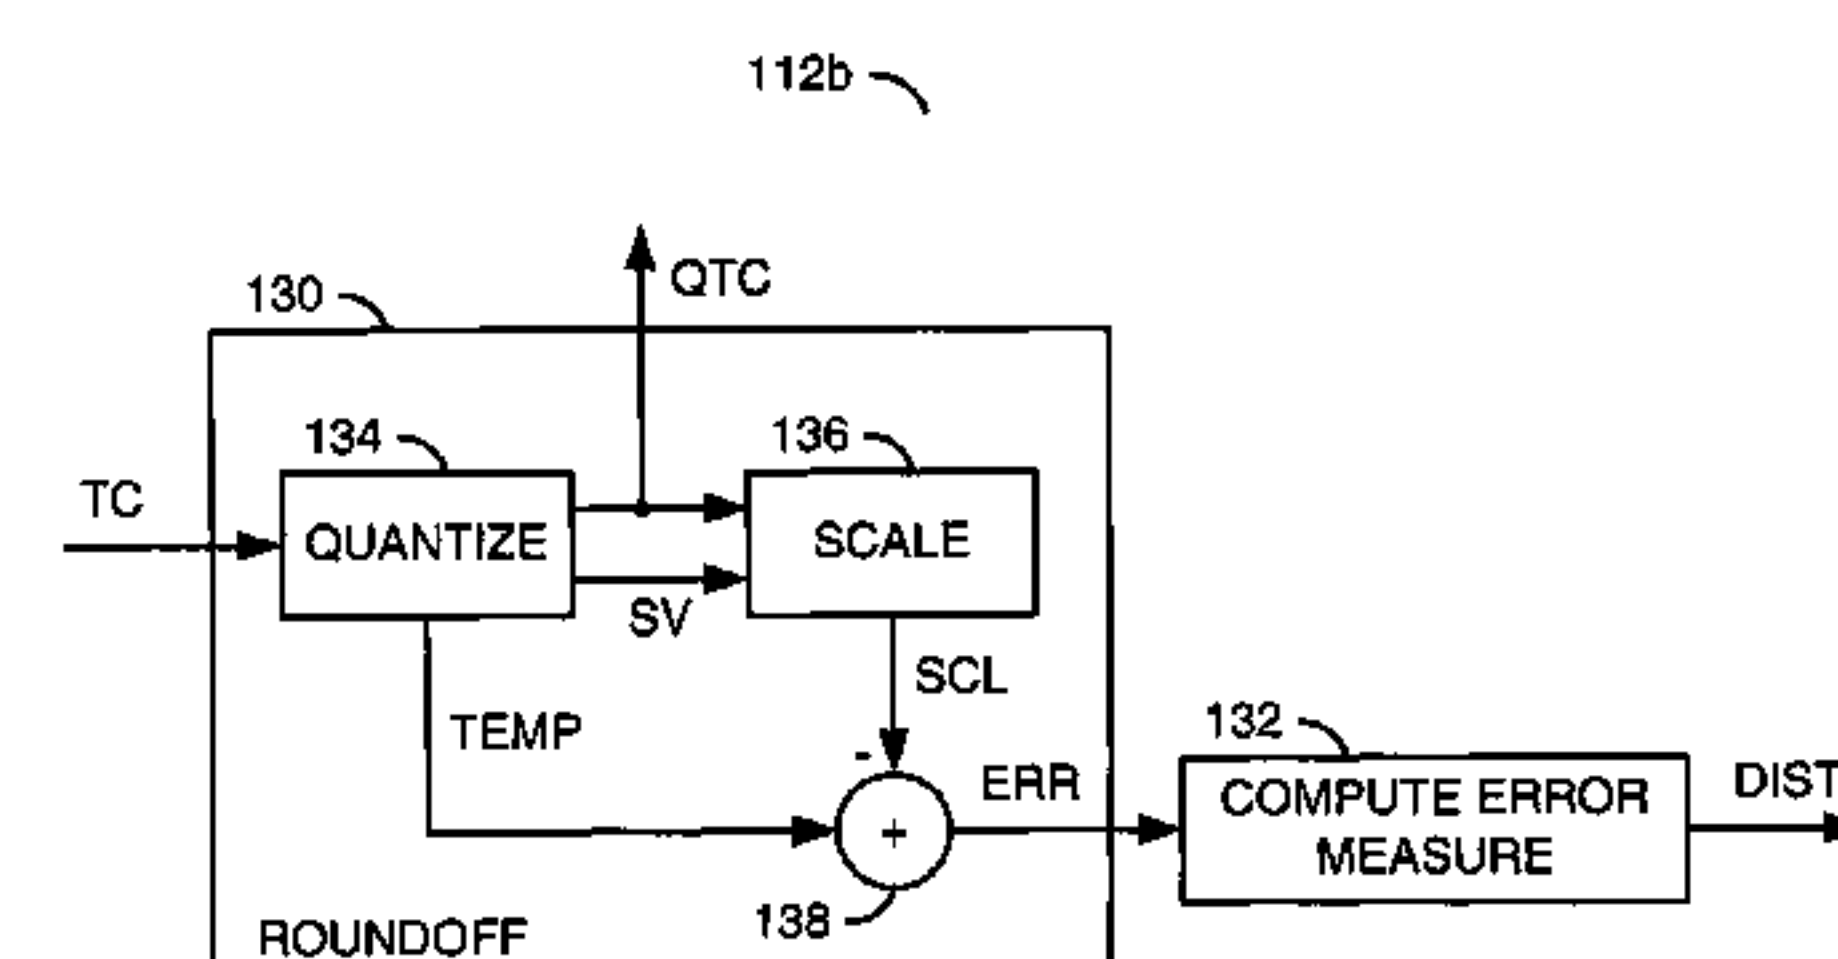 112b
QTC
130
134
136
TC
QUANTIZE
SCALE
SV
SCL
TEMP
132
-
ERR
COMPUTE ERROR
MEASURE
DIST
+
138
ROUNDOFF